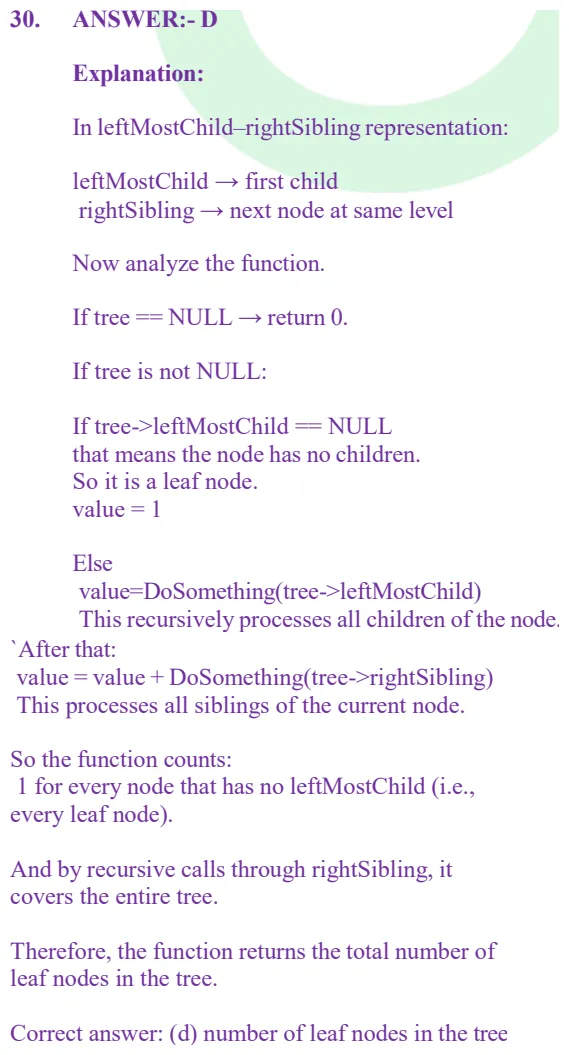 30. ANSWER:- D
Explanation:
In leftMostChild–rightSibling representation:
leftMostChild → first child
rightSibling → next node at same level
Now analyze the function.
If tree == NULL → return 0.
If tree is not NULL:
If tree->leftMostChild == NULL
that means the node has no children.
So it is a leaf node.
value = 1
Else
value=DoSomething(tree->leftMostChild)
This recursively processes all children of the node.
`After that:
value = value + DoSomething(tree->rightSibling)
This processes all siblings of the current node.
So the function counts:
1 for every node that has no leftMostChild (i.e.,
every leaf node).
And by recursive calls through rightSibling, it
covers the entire tree.
Therefore, the function returns the total number of
leaf nodes in the tree.
Correct answer: (d) number of leaf nodes in the tree